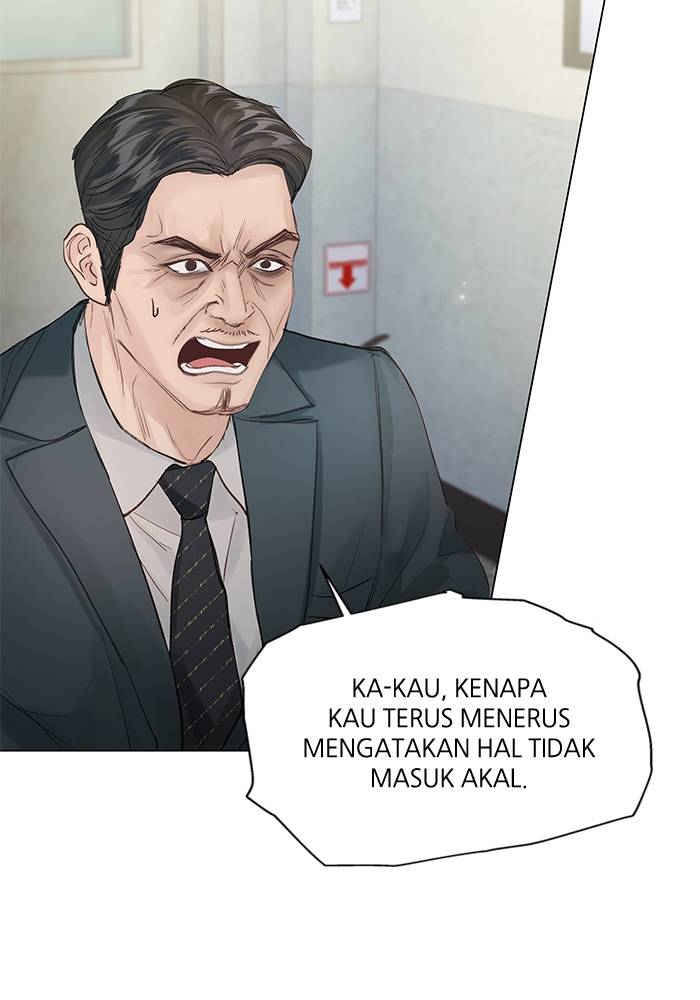 KA-KAU, KENAPA
KAU TERUS MENERUS
MENGATAKAN HAL TIDAK
MASUK AKAL.